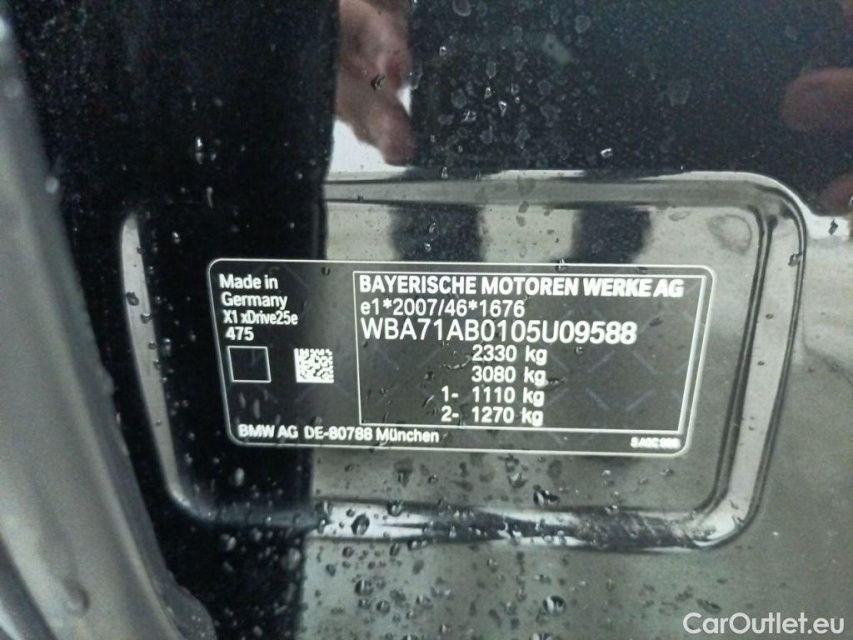 Made in
Germany
X1 xDrive25e
475
BAYERISCHE MOTOREN WERKE AG
e1*2007/46*1676
WBA71AB0105U09588
2330 kg
3080 kg
1- 1110 kg
2- 1270 kg
BMW AG DE-80788 München
CarOutlet.eu